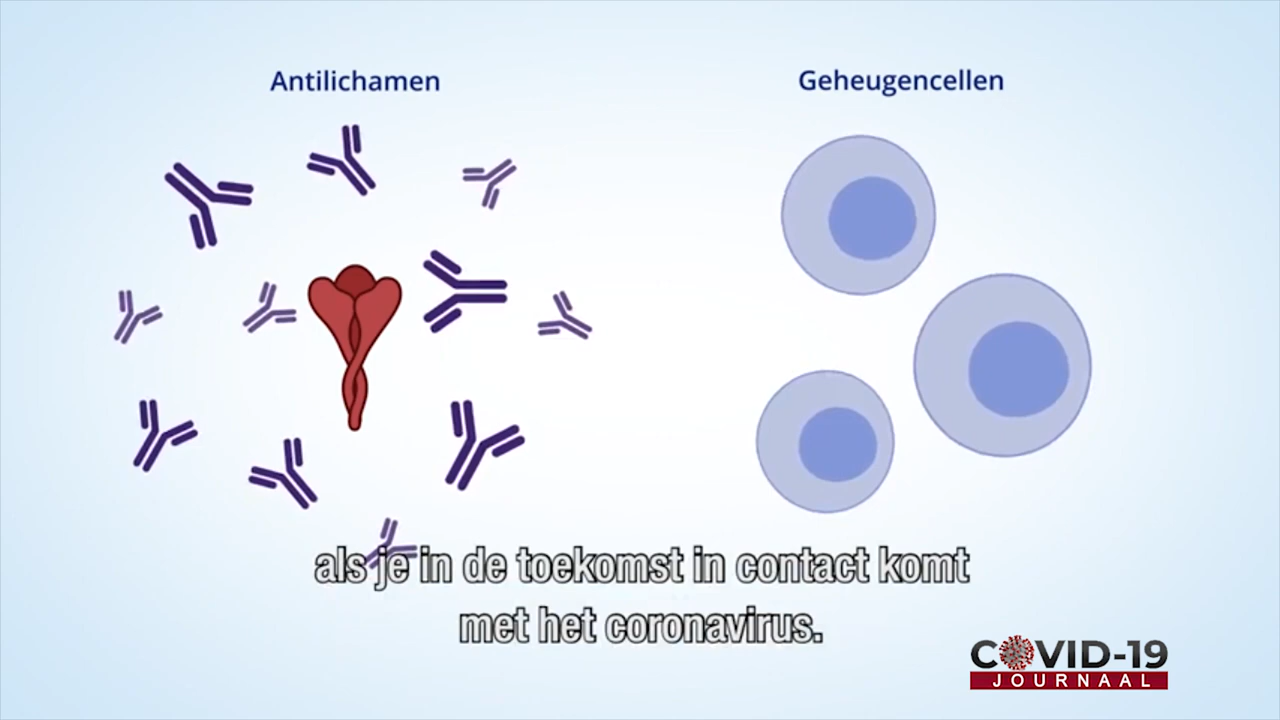 Antilichamen
Geheugencellen
als je in de toekomst in contact komt
met het coronavirus.
COVID-19
JOURNAAL